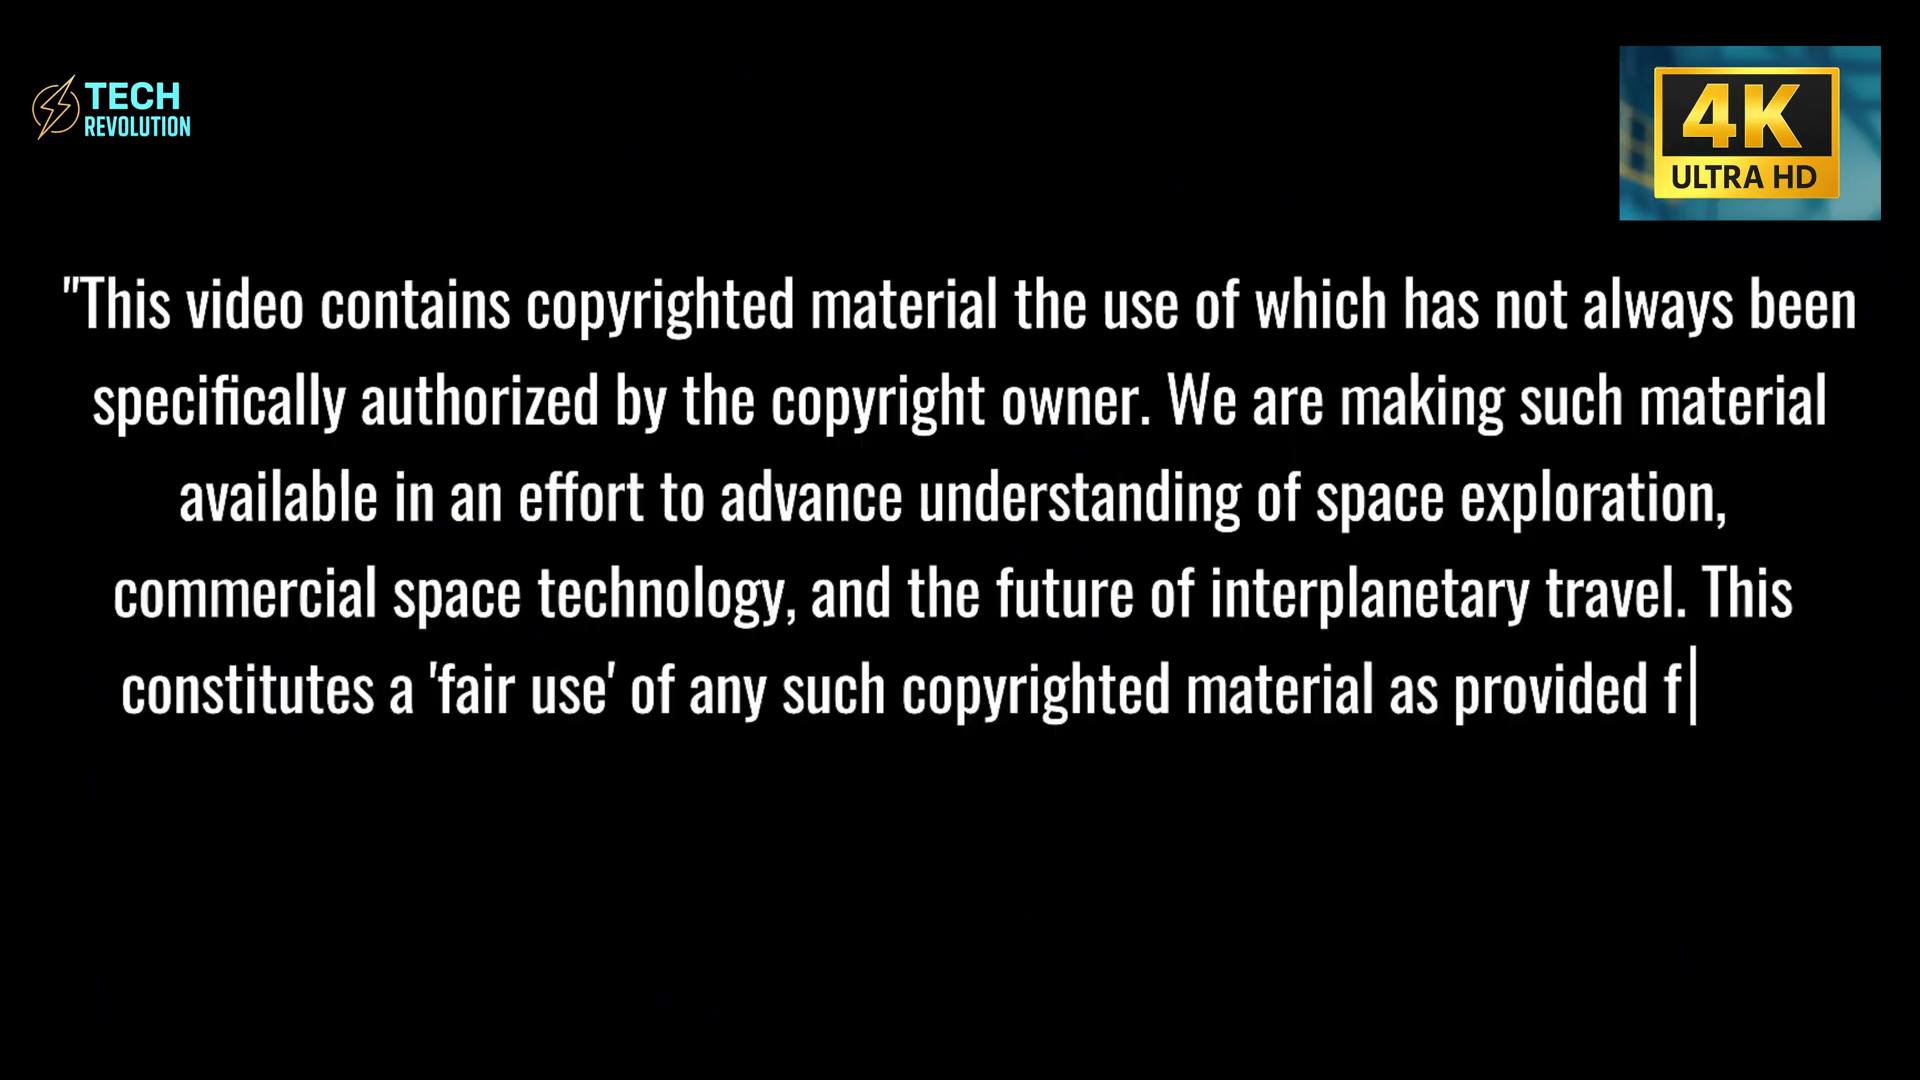 TECH
REVOLUTION
4K
ULTRA HD
"This video contains copyrighted material the use of which has not always been
specifically authorized by the copyright owner. We are making such material
available in an effort to advance understanding of space exploration,
commercial space technology, and the future of interplanetary travel. This
constitutes a 'fair use' of any such copyrighted material as provided f